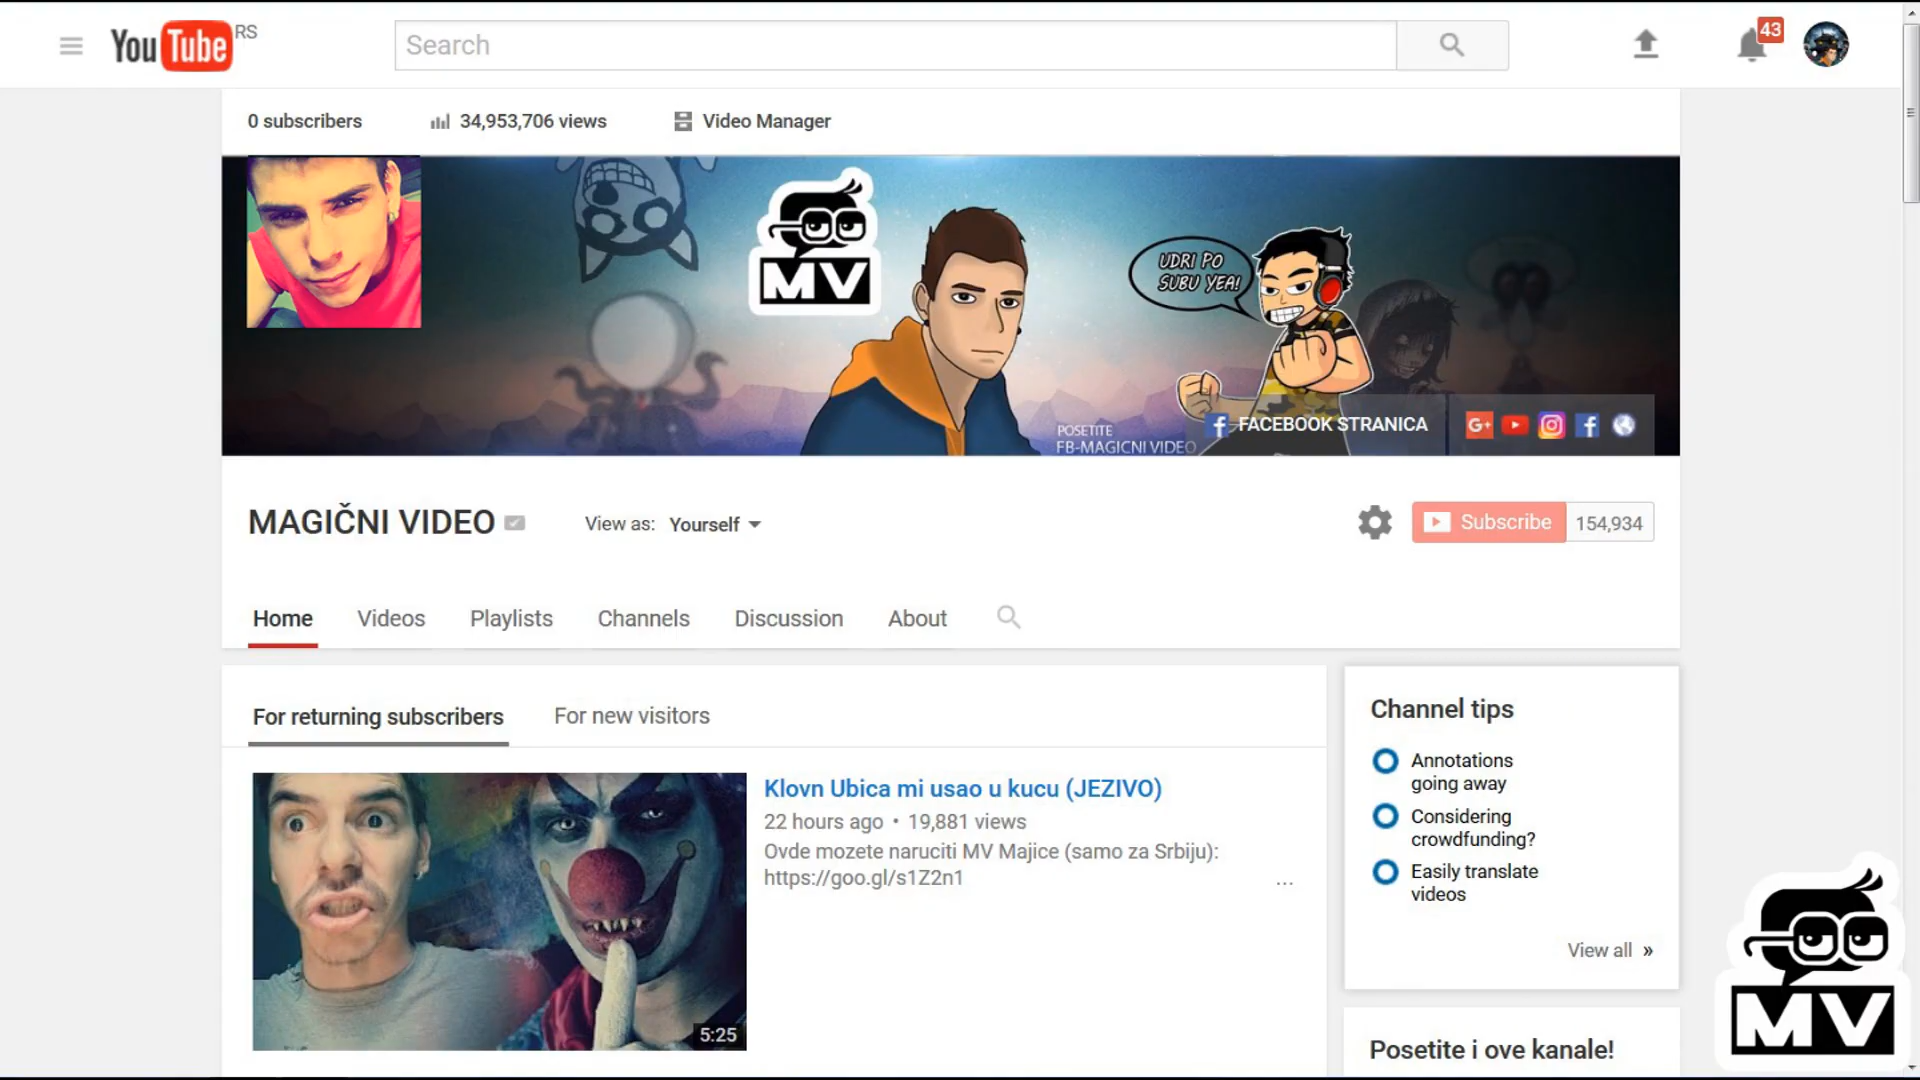 YouTube RS
Search
43
0 subscribers
34,953,706 views
Video Manager
MV
UDRI PO
SUBU YEA!
POSETITE
FB-MAGICNI VIDEO
FACEBOOK STRANICA
G+
MAGIČNI VIDEO
View as: Yourself
Subscribe
154,934
Home
Videos
Playlists
Channels
Discussion
About
For returning subscribers
For new visitors
5:25
Klovn Ubica mi usao u kucu (JEZIVO)
22 hours ago • 19,881 views
Ovde mozete naruciti MV Majice (samo za Srbiju):
https://goo.gl/s1Z2n1
...
Channel tips
Annotations
going away
Considering
crowdfunding?
Easily translate
videos
View all »
Posetite i ove kanale!
MV